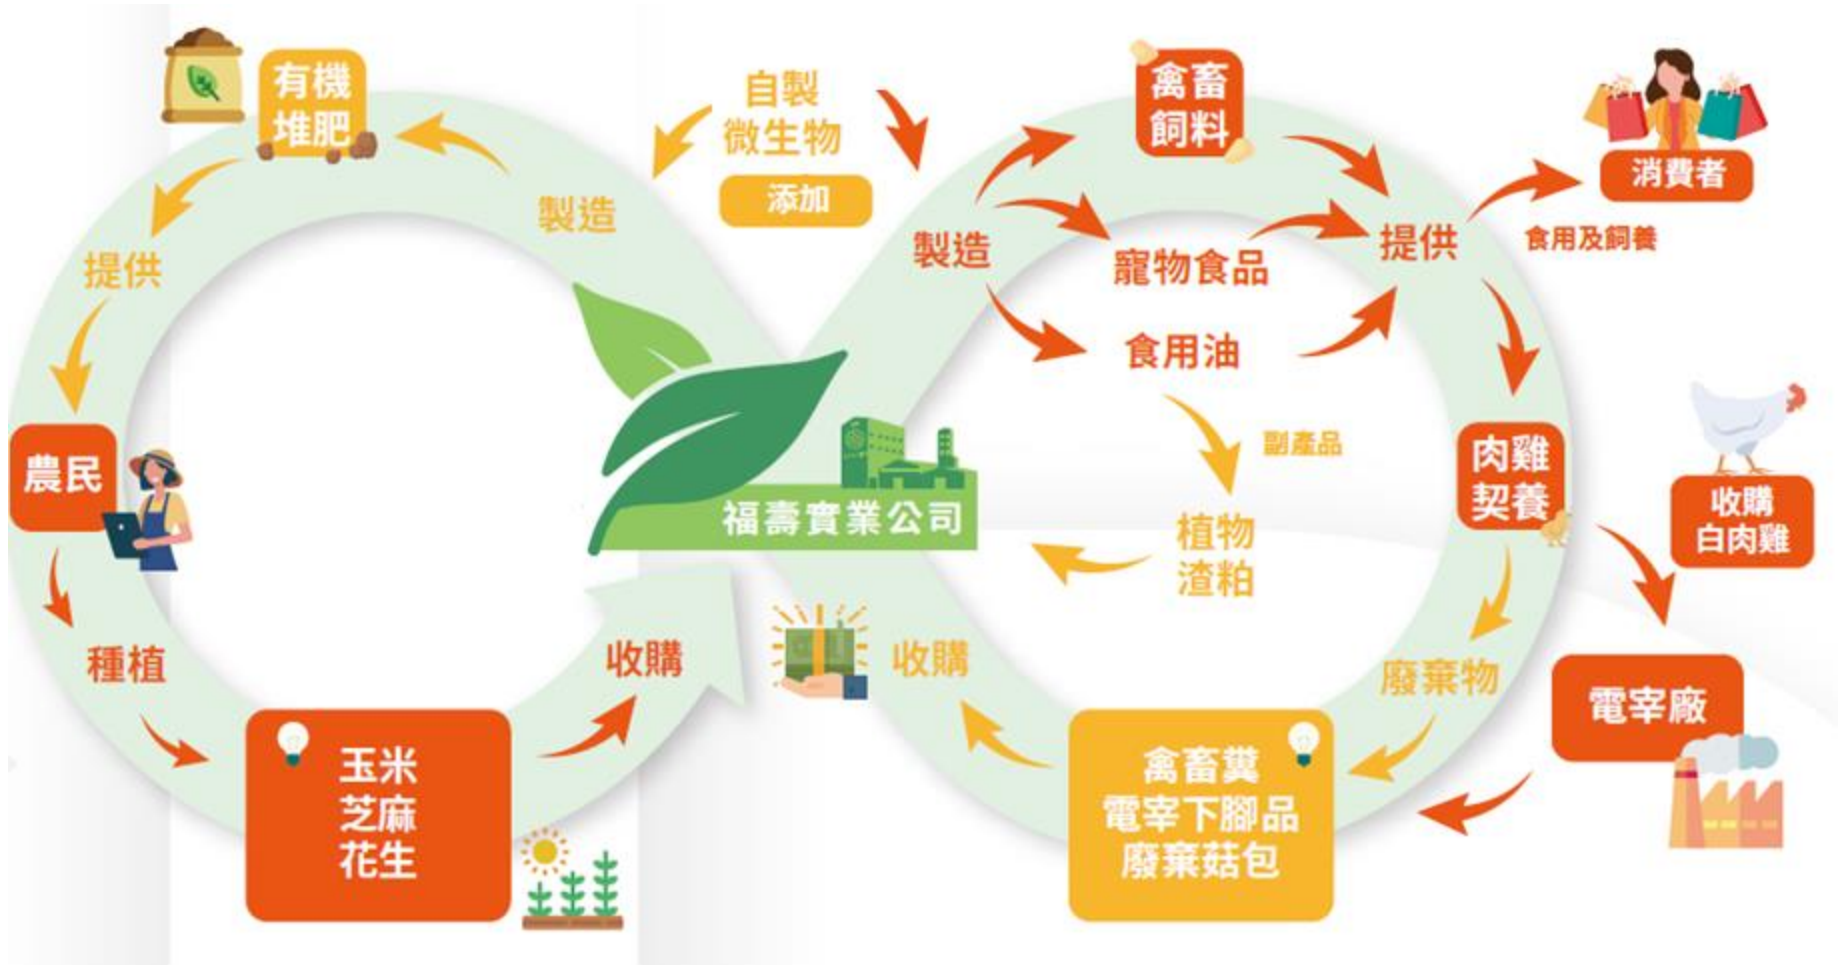 有機
堆肥
自製
微生物
添加
禽畜
飼料
消費者
製造
提供
製造
寵物食品
提供
食用及飼養
食用油
副產品
農民
福壽實業公司
植物
渣粕
肉雞
契養
收購
白肉雞
種植
收購
收購
廢棄物
電宰廠
玉米
芝麻
花生
禽畜糞
電宰下腳品
廢棄菇包